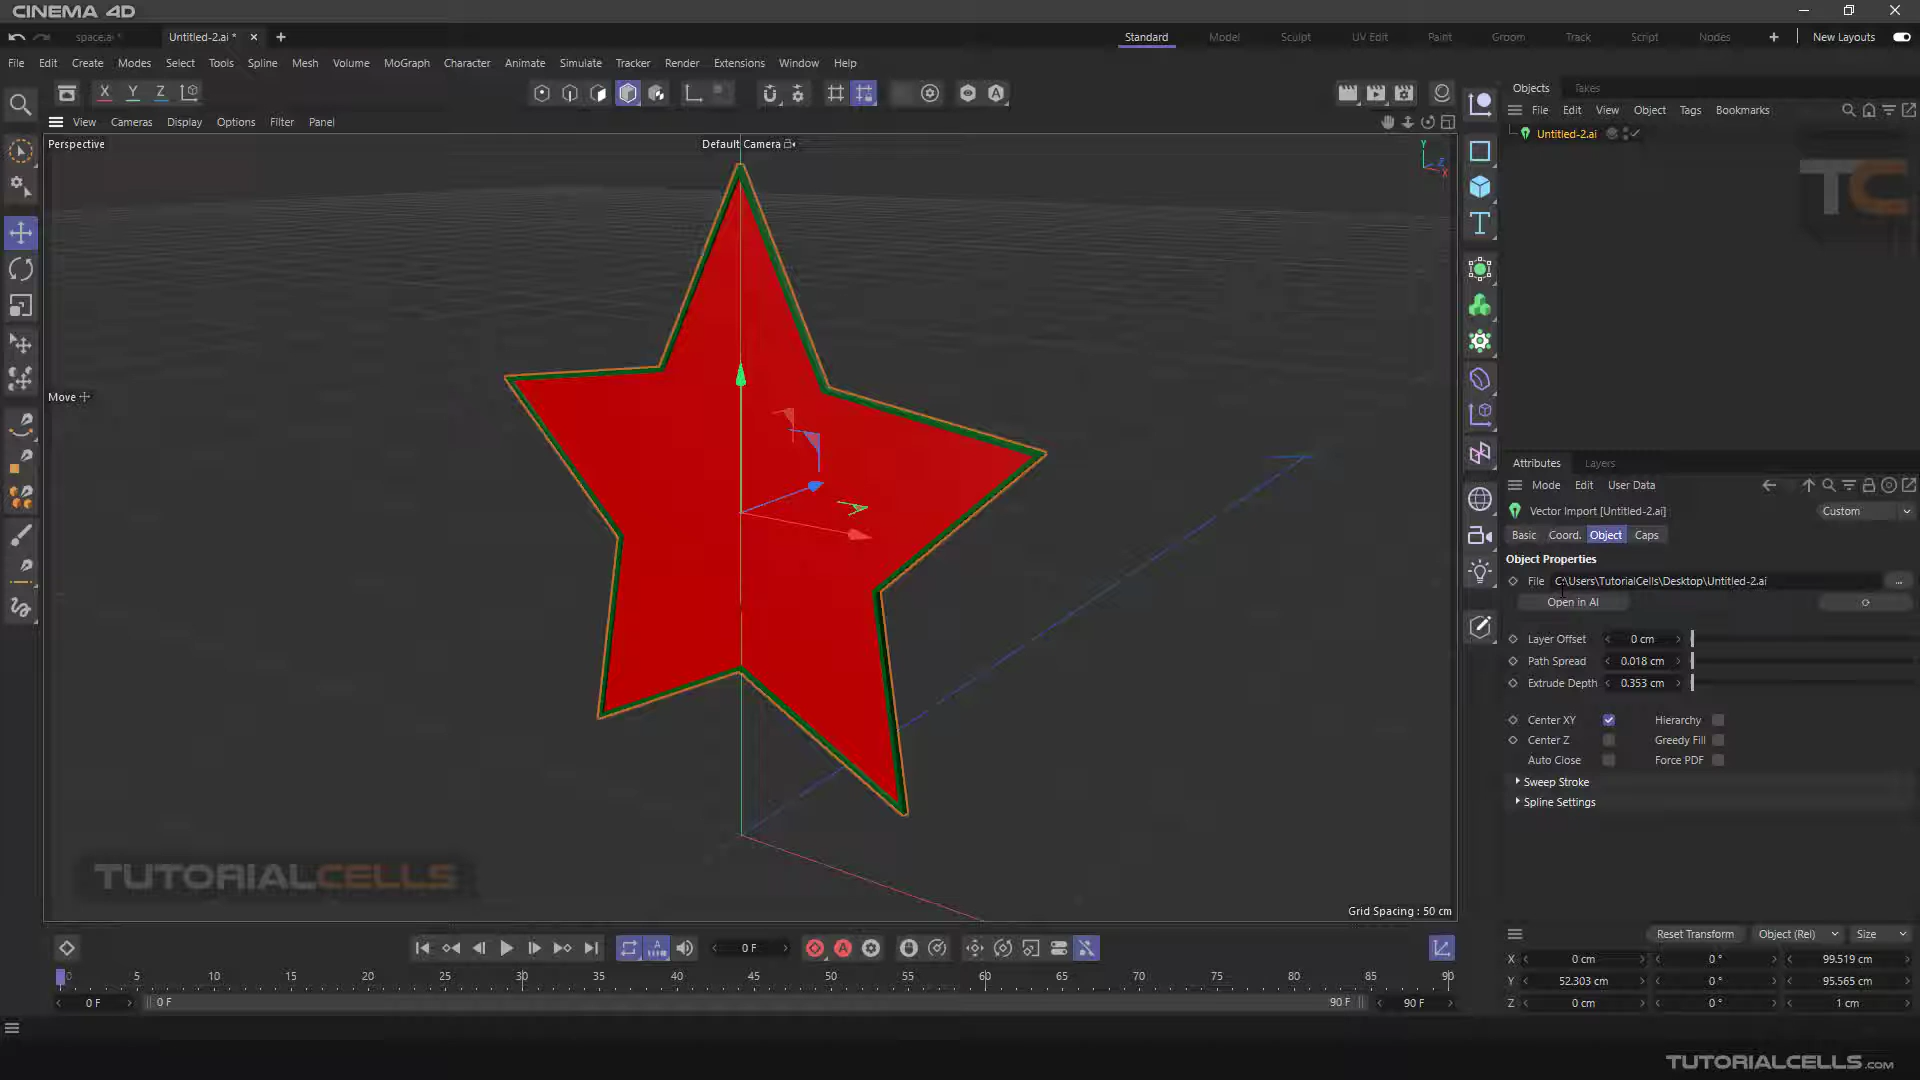 CINEMA 4D
space.ai *
Untitled-2.ai *
Standard
Model
Sculpt
UV Edit
Paint
Groom
Track
Script
Nodes
New Layouts
File Edit Create Modes Select Tools Spline Mesh Volume MoGraph Character Animate Simulate Tracker Render Extensions Window Help
X Y Z
View Cameras Display Options Filter Panel
Perspective
Default Camera
Y
Z
X
Move
TUTORIALCELLS
Grid Spacing : 50 cm
Objects Takes
File Edit View Object Tags Bookmarks
Untitled-2.ai
TC
Attributes Layers
Mode Edit User Data
Vector Import [Untitled-2.ai]
Custom
Basic Coord. Object Caps
Object Properties
File C:\Users\TutorialCells\Desktop\Untitled-2.ai ...
Open in AI
Layer Offset 0 cm
Path Spread 0.018 cm
Extrude Depth 0.353 cm
Center XY Hierarchy
Center Z Greedy Fill
Auto Close Force PDF
Sweep Stroke
Spline Settings
Reset Transform Object (Rel) Size
X 0 cm 0 ° 99.519 cm
Y 52.303 cm 0 ° 95.565 cm
Z 0 cm 0 ° 1 cm
0 F
0 5 10 15 20 25 30 35 40 45 50 55 60 65 70 75 80 85 90
0 F 0 F 90 F 90 F
TUTORIALCELLS.COM